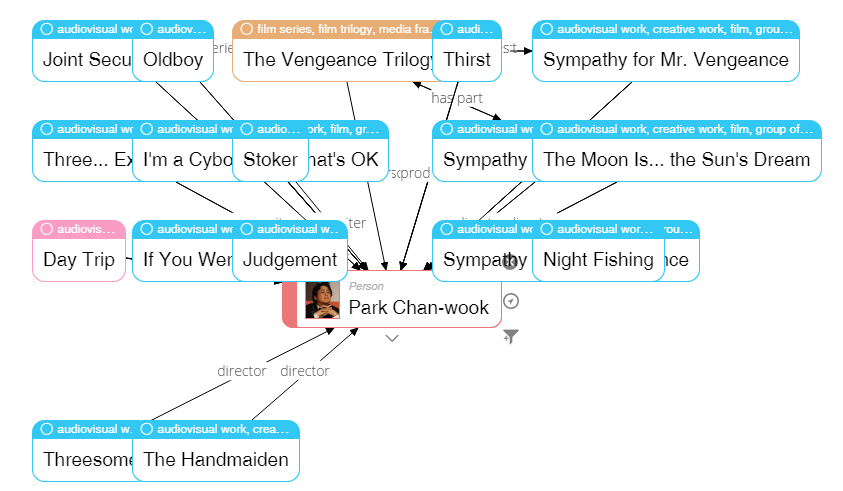 audiovisual wo
audiov…
film series, film trilogy, media fra…
audi…
audiovisual work, creative work, film, grou…
Joint Secu
Oldboy
The Vengeance Trilogy
Thirst
Sympathy for Mr. Vengeance
has part
audiovisual wo
audiovisual wo
audio…
ork, film, gr…
audiovisual wo
audiovisual work, creative work, film, group of…
Three... Ex
I'm a Cybo
Stoker
hat's OK
Sympathy
The Moon Is... the Sun's Dream
audiovis…
audiovisual wo
audiovisual w…
audiovisual wo
audiovisual wor…
rou…
Day Trip
If You Wer
Judgement
Sympathy
Night Fishing
nce
Person
Park Chan-wook
director
director
audiovisual w
audiovisual work, crea…
Threesome
The Handmaiden